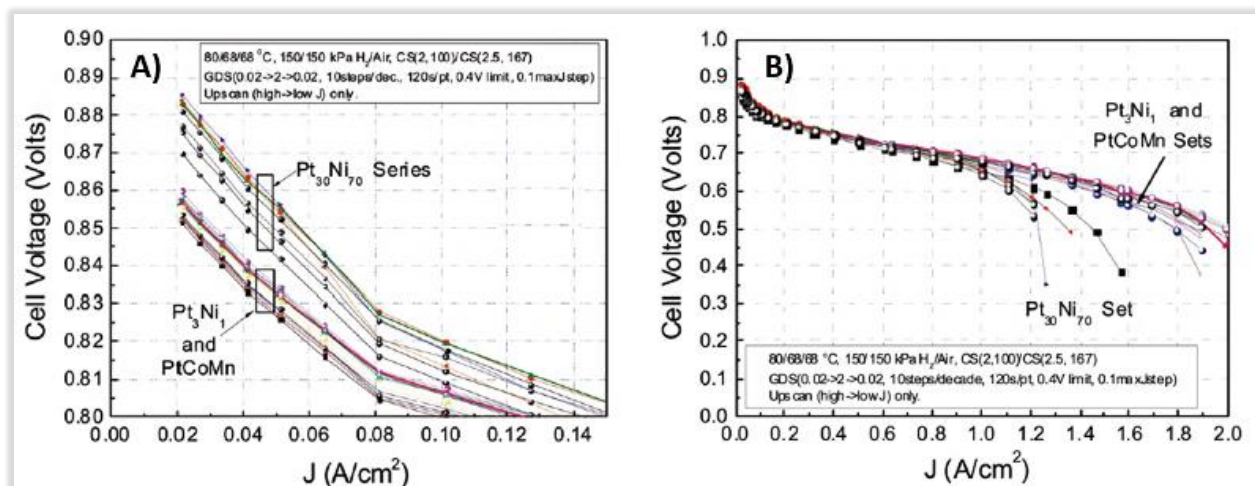 A)
80/68/68 °C, 150/150 kPa H2/Air, CS(2,100)/CS(2.5, 167)
GDS(0.02->2->0.02, 10steps/dec., 120s/pt, 0.4V limit, 0.1maxJstep)
Upscan (high->low J) only.
Pt30Ni70 Series
Pt3Ni1
and
PtCoMn
Cell Voltage (Volts)
0.90
0.89
0.88
0.87
0.86
0.85
0.84
0.83
0.82
0.81
0.80
0.00 0.02 0.04 0.06 0.08 0.10 0.12 0.14
J (A/cm2)
B)
Pt3Ni1 and
PtCoMn Sets
Pt30Ni70 Set
80/68/68 °C, 150/150 kPa H2/Air, CS(2,100)/CS(2.5, 167)
GDS(0.02->2->0.02, 10steps/decade, 120s/pt, 0.4V limit, 0.1maxJstep)
Upscan (high->low J) only.
Cell Voltage (Volts)
1.0
0.9
0.8
0.7
0.6
0.5
0.4
0.3
0.2
0.1
0.0
0.0 0.2 0.4 0.6 0.8 1.0 1.2 1.4 1.6 1.8 2.0
J (A/cm2)